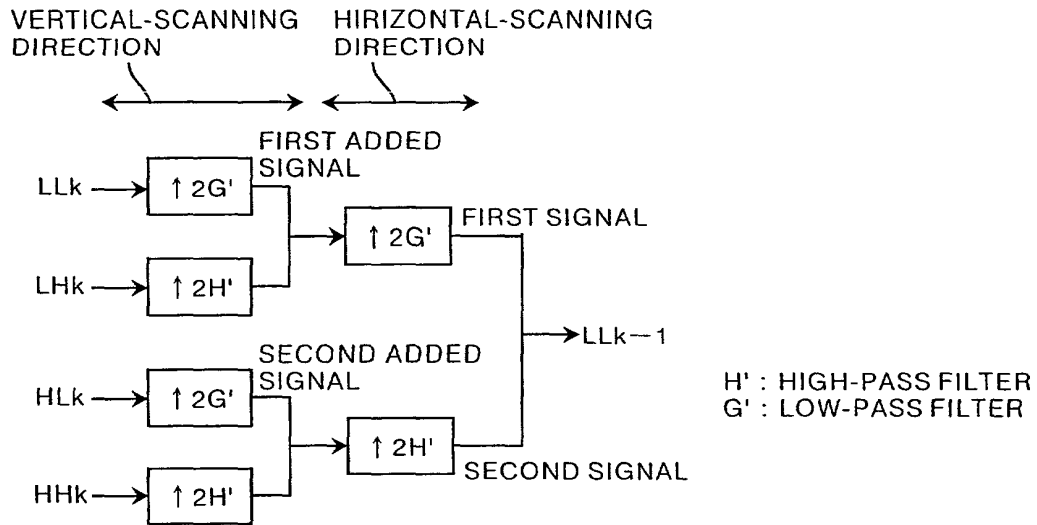 VERTICAL-SCANNING
DIRECTION
HIRIZONTAL-SCANNING
DIRECTION
FIRST ADDED
SIGNAL
LLk
↑ 2G'
FIRST SIGNAL
↑ 2G'
LHk
↑ 2H'
LLk-1
SECOND ADDED
SIGNAL
HLk
↑ 2G'
H' : HIGH-PASS FILTER
G' : LOW-PASS FILTER
↑ 2H'
SECOND SIGNAL
HHk
↑ 2H'